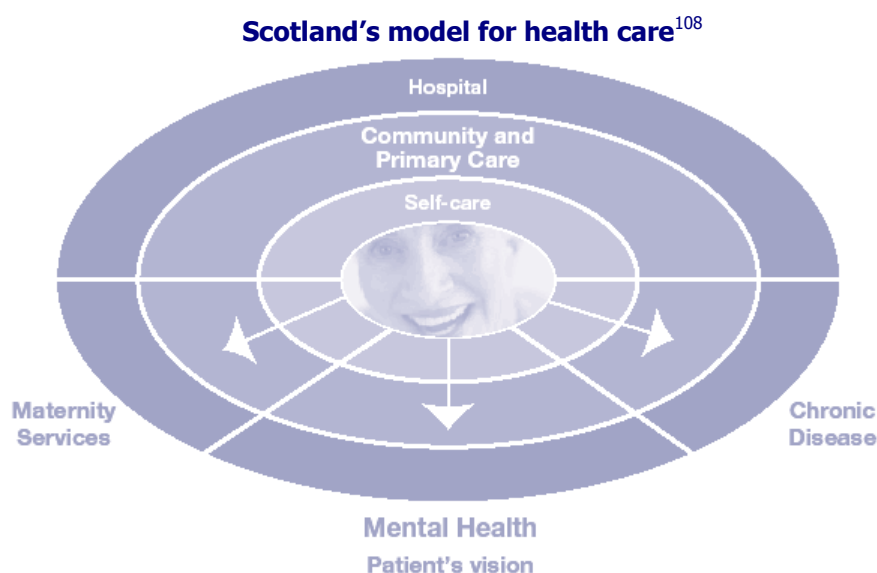 Scotland's model for health care108
Hospital
Community and
Primary Care
Self-care
Maternity
Services
Chronic
Disease
Mental Health
Patient's vision